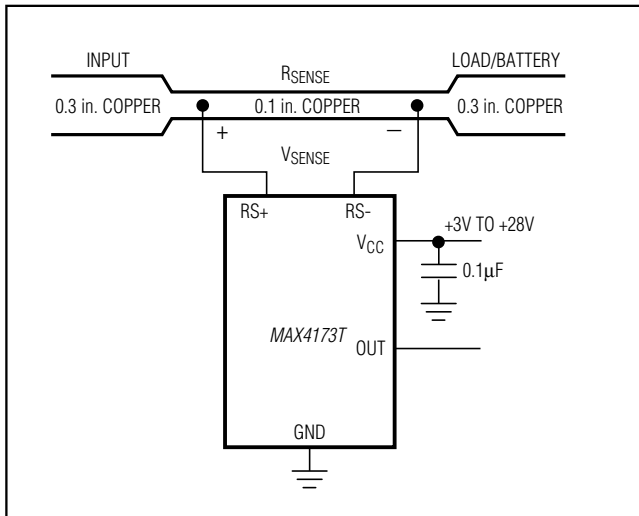 INPUT
RSENSE
LOAD/BATTERY
0.3 in. COPPER
0.1 in. COPPER
0.3 in. COPPER
+
−
VSENSE
RS+
RS-
VCC
+3V TO +28V
0.1µF
MAX4173T
OUT
GND